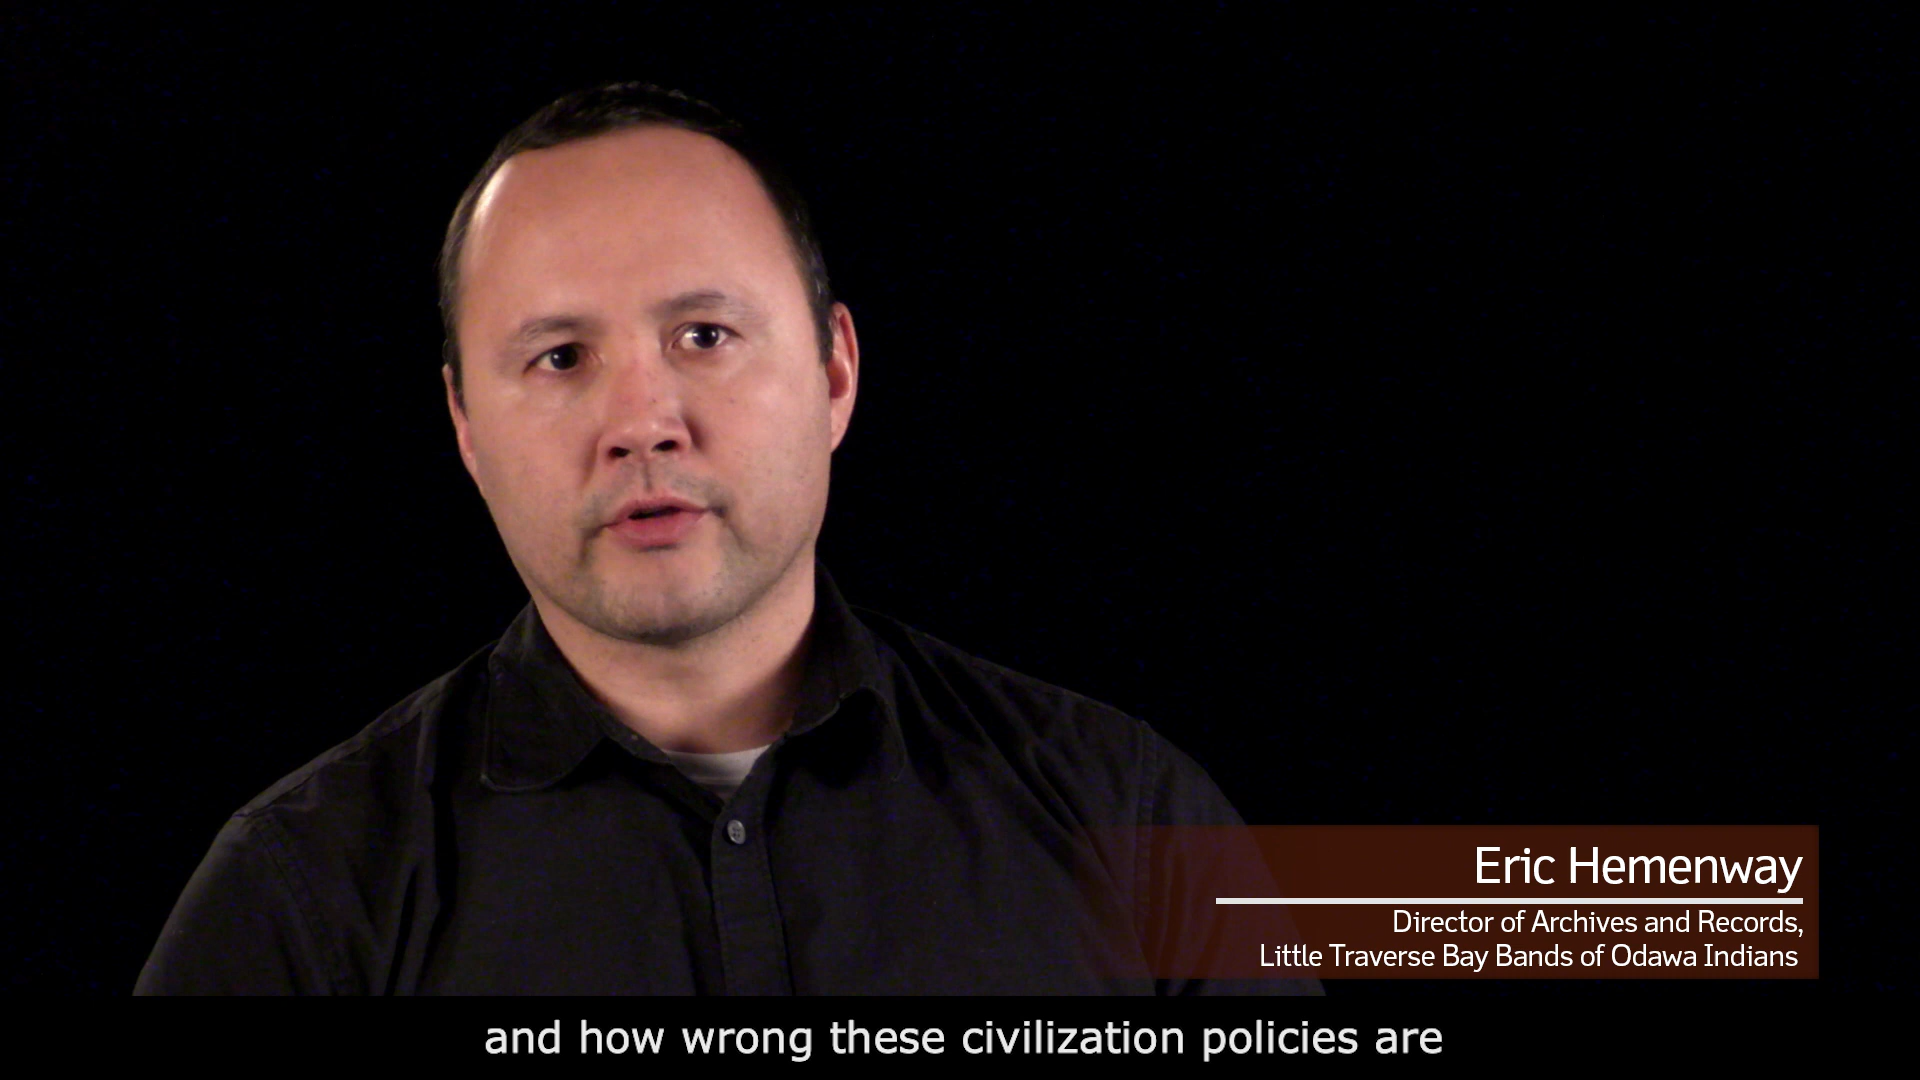 Eric Hemenway
Director of Archives and Records,
Little Traverse Bay Bands of Odawa Indians
and how wrong these civilization policies are